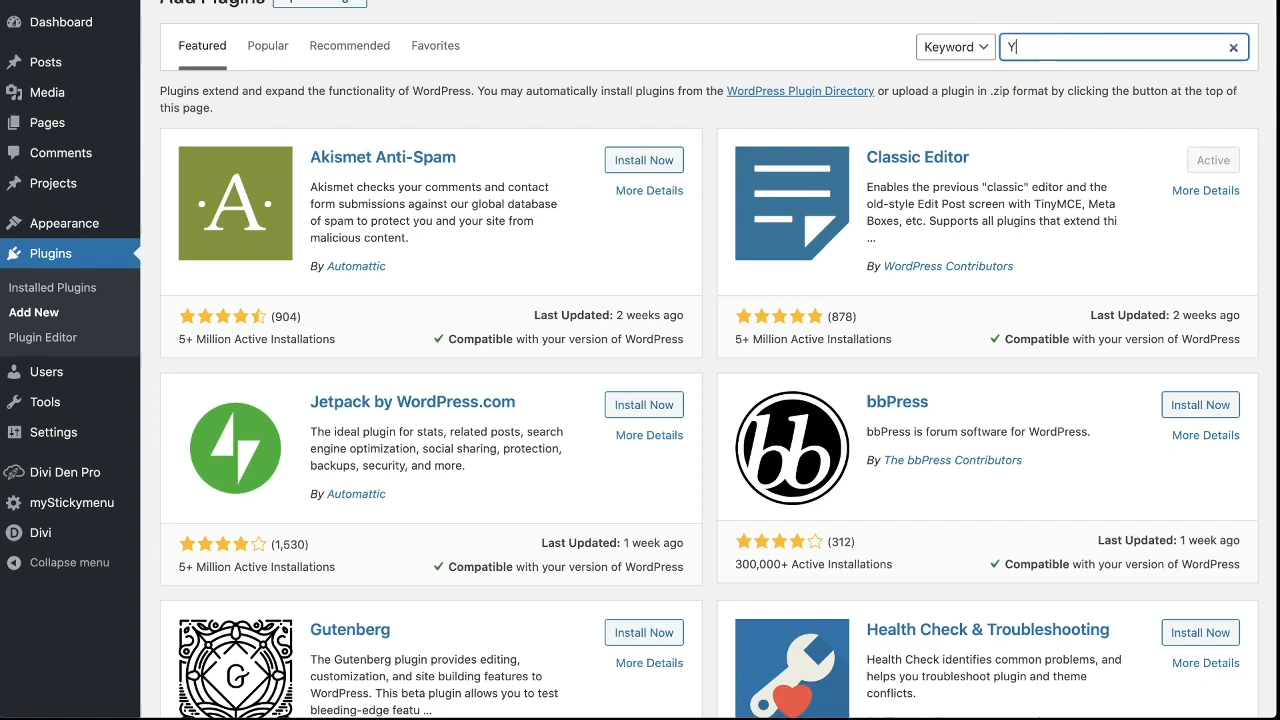 Dashboard
Posts
Media
Pages
Comments
Projects
Appearance
Plugins
Installed Plugins
Add New
Plugin Editor
Users
Tools
Settings
Divi Den Pro
myStickymenu
Divi
Collapse menu
Add Plugins
Featured Popular Recommended Favorites
Keyword Y
Plugins extend and expand the functionality of WordPress. You may automatically install plugins from the WordPress Plugin Directory or upload a plugin in .zip format by clicking the button at the top of
this page.
A
Akismet Anti-Spam
Install Now
More Details
Akismet checks your comments and contact
form submissions against our global database
of spam to protect you and your site from
malicious content.
By Automattic
(904)
Last Updated: 2 weeks ago
5+ Million Active Installations
Compatible with your version of WordPress
Classic Editor
Active
More Details
Enables the previous "classic" editor and the
old-style Edit Post screen with TinyMCE, Meta
Boxes, etc. Supports all plugins that extend thi
...
By WordPress Contributors
(878)
Last Updated: 2 weeks ago
5+ Million Active Installations
Compatible with your version of WordPress
Jetpack by WordPress.com
Install Now
More Details
The ideal plugin for stats, related posts, search
engine optimization, social sharing, protection,
backups, security, and more.
By Automattic
(1,530)
Last Updated: 1 week ago
5+ Million Active Installations
Compatible with your version of WordPress
bb
bbPress
Install Now
More Details
bbPress is forum software for WordPress.
By The bbPress Contributors
(312)
Last Updated: 1 week ago
300,000+ Active Installations
Compatible with your version of WordPress
G
Gutenberg
Install Now
More Details
The Gutenberg plugin provides editing,
customization, and site building features to
WordPress. This beta plugin allows you to test
bleeding-edge featu ...
Health Check & Troubleshooting
Install Now
More Details
Health Check identifies common problems, and
helps you troubleshoot plugin and theme
conflicts.